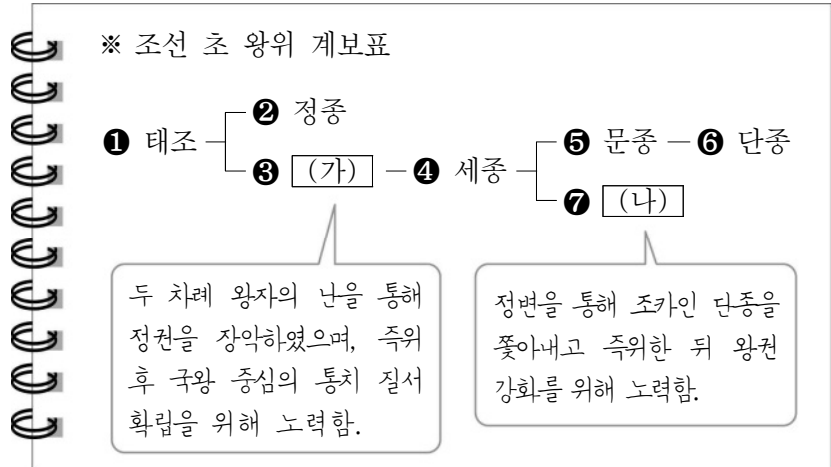 ※ 조선 초 왕위 계보표
❷ 정종
❺ 문종 ❻ 단종
❶ 태조
❸ (가) ❹ 세종
❼ (나)
두 차례 왕자의 난을 통해
정권을 장악하였으며, 즉위
후 국왕 중심의 통치 질서
확립을 위해 노력함.
정변을 통해 조카인 단종을
쫓아내고 즉위한 뒤 왕권
강화를 위해 노력함.